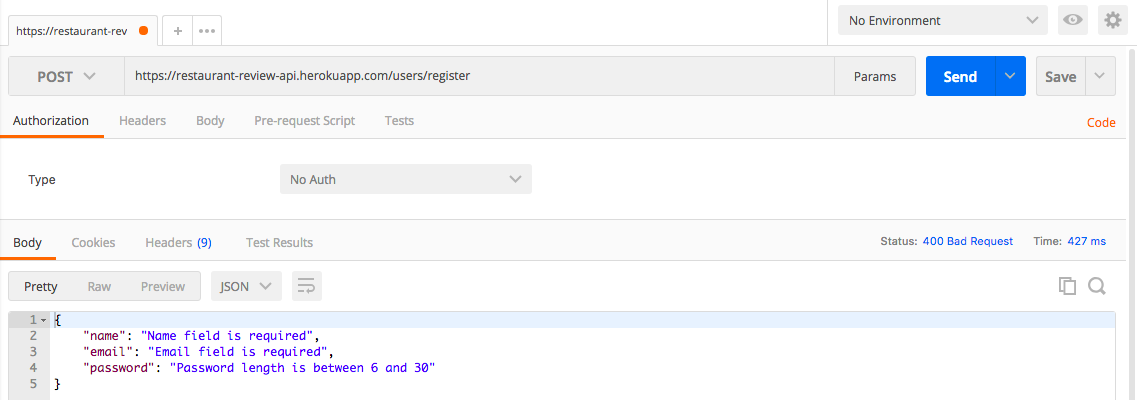 https://restaurant-rev
No Environment
POST https://restaurant-review-api.herokuapp.com/users/register Params Send Save
Authorization Headers Body Pre-request Script Tests Code
Type No Auth
Body Cookies Headers (9) Test Results Status: 400 Bad Request Time: 427 ms
Pretty Raw Preview JSON
1 {
2 "name": "Name field is required",
3 "email": "Email field is required",
4 "password": "Password length is between 6 and 30"
5 }